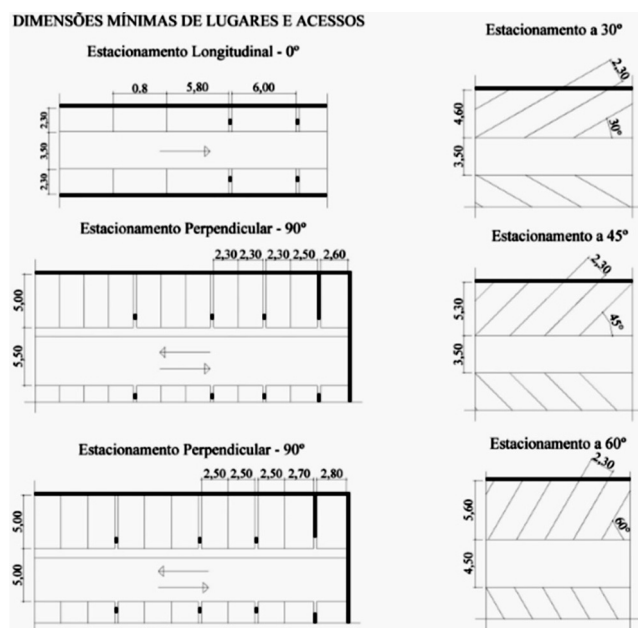 DIMENSÕES MÍNIMAS DE LUGARES E ACESSOS
Estacionamento Longitudinal - 0º
0.8 5,80 6,00
2,30
3,50
2,30
Estacionamento Perpendicular - 90º
2,30 2,30 2,30 2,50 2,60
5,00
5,50
Estacionamento Perpendicular - 90º
2,50 2,50 2,50 2,70 2,80
5,00
5,00
Estacionamento a 30º
2,30
4,60
30º
3,50
Estacionamento a 45º
2,30
5,30
45º
3,50
Estacionamento a 60º
2,30
5,60
60º
4,50